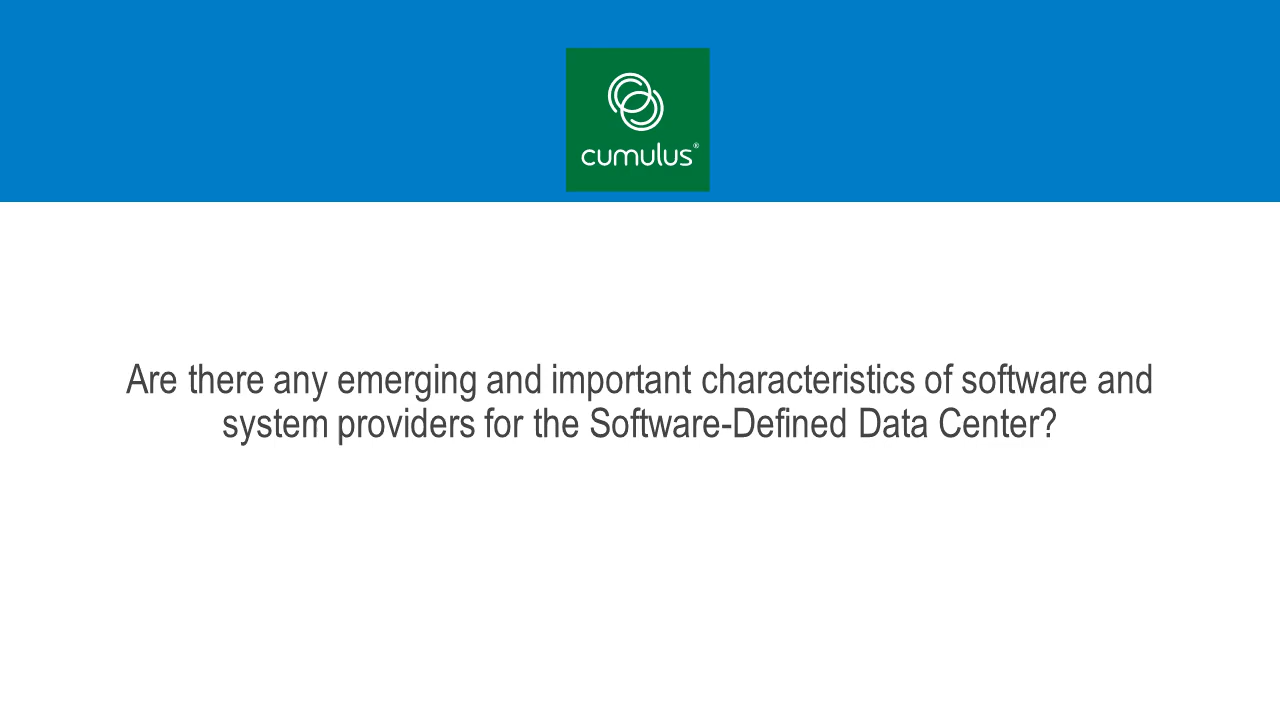 cumulus®
Are there any emerging and important characteristics of software and
system providers for the Software-Defined Data Center?